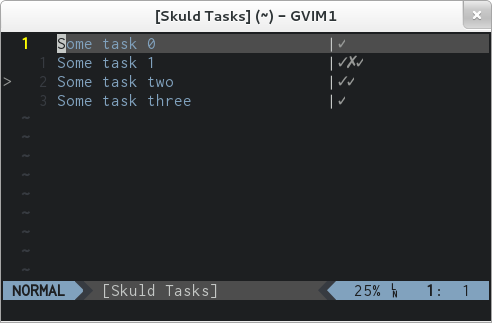 [Skuld Tasks] (~) – GVIM1 ×
1 Some task 0 |✓
1 Some task 1 |✓✗✓
> 2 Some task two |✓✓
3 Some task three |✓
~
~
~
~
~
~
~
~
~
NORMAL [Skuld Tasks] 25% ␤ 1: 1